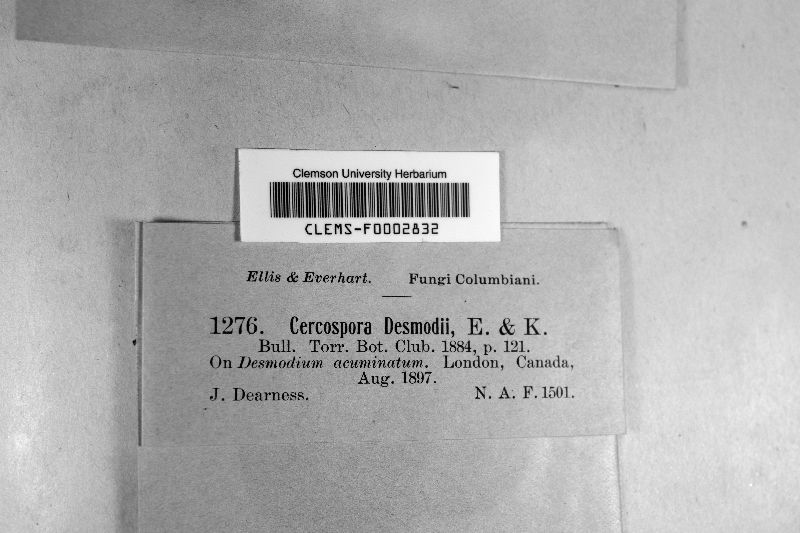 Clemson University Herbarium
CLEMS-F0002832
Ellis & Everhart. Fungi Columbiani.
1276. Cercospora Desmodii, E. & K.
Bull. Torr. Bot. Club. 1884, p. 121.
On Desmodium acuminatum. London, Canada,
Aug. 1897.
J. Dearness. N. A. F. 1501.